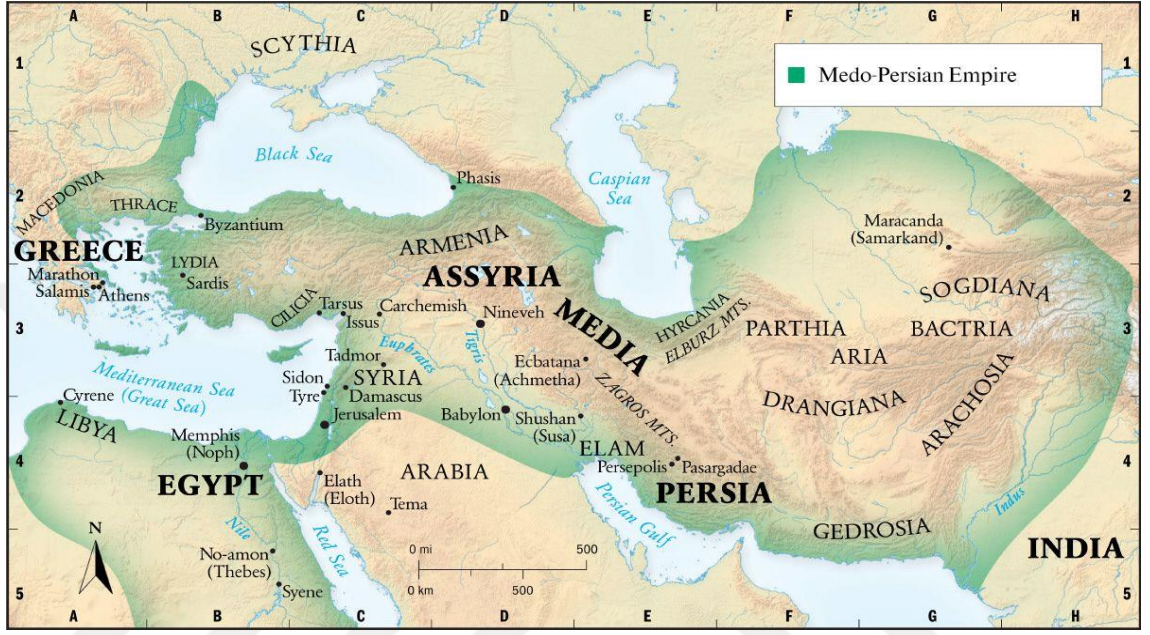 A B C D E F G H
1
SCYTHIA
1
Medo-Persian Empire
Black Sea
Caspian
Sea
Phasis
2
MACEDONIA
THRACE
Byzantium
2
Maracanda
(Samarkand)
GREECE
ARMENIA
Marathon
Salamis
Athens
LYDIA
Sardis
ASSYRIA
SOGDIANA
3
CILICIA
Tarsus
Issus
Carchemish
Nineveh
MEDIA
HYRCANIA
ELBURZ MTS.
PARTHIA
BACTRIA
3
ARIA
Tadmor
Euphrates
Tigris
Ecbatana
(Achmetha)
Mediterranean Sea
(Great Sea)
Sidon
Tyre
SYRIA
Damascus
ZAGROS MTS.
DRANGIANA
ARACHOSIA
Cyrene
LIBYA
Jerusalem
Babylon
Shushan
(Susa)
Memphis
(Noph)
ELAM
4
EGYPT
ARABIA
Persepolis
Pasargadae
4
Elath
(Eloth)
PERSIA
Tema
Persian Gulf
Indus
N
Nile
Red Sea
GEDROSIA
No-amon
(Thebes)
0 mi 500
INDIA
0 km 500
Syene
5
5
A B C D E F G H